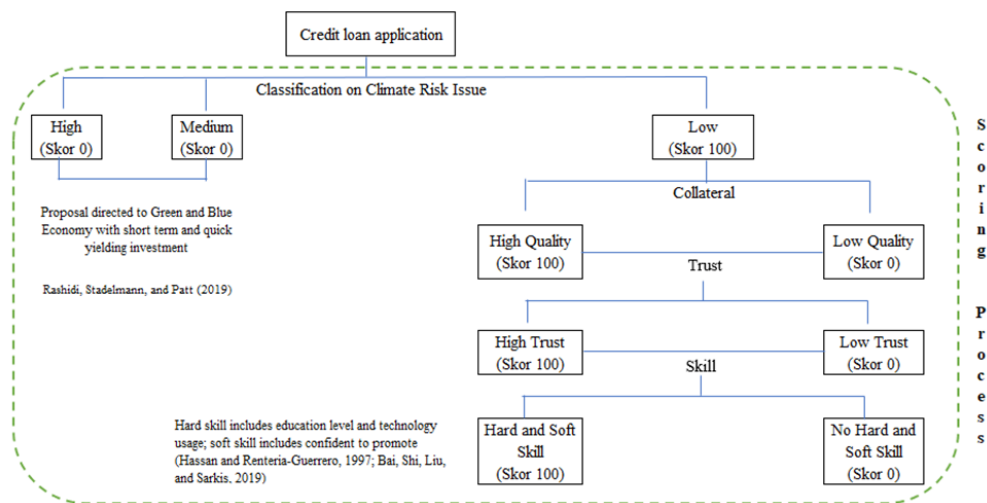 Credit loan application
Classification on Climate Risk Issue
High
(Skor 0)
Medium
(Skor 0)
Low
(Skor 100)
Proposal directed to Green and Blue
Economy with short term and quick
yielding investment
Rashidi, Stadelmann, and Patt (2019)
Collateral
High Quality
(Skor 100)
Low Quality
(Skor 0)
Trust
High Trust
(Skor 100)
Low Trust
(Skor 0)
Skill
Hard skill includes education level and technology
usage; soft skill includes confident to promote
(Hassan and Renteria-Guerrero, 1997; Bai, Shi, Liu,
and Sarkis, 2019)
Hard and Soft
Skill
(Skor 100)
No Hard and
Soft Skill
(Skor 0)
Scoring
Process